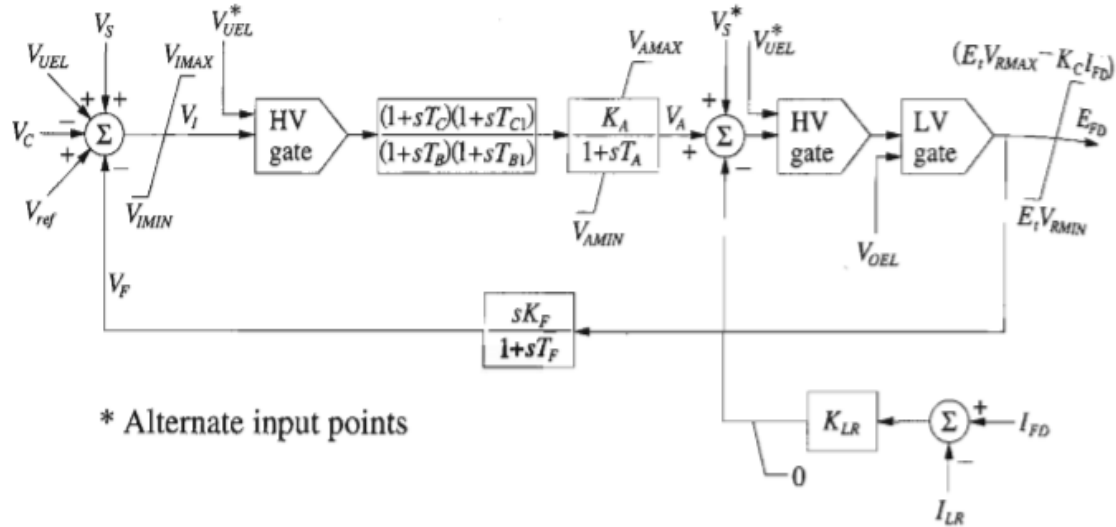 V_S
V_UEL
V_C
V_ref
+
+
−
+
−
Σ
V_I
V_IMAX
V_IMIN
V_UEL*
HV
gate
(1+sT_C)(1+sT_C1)
(1+sT_B)(1+sT_B1)
V_AMAX
K_A
1+sT_A
V_AMIN
V_A
V_S*
+
+
−
Σ
V_UEL*
HV
gate
LV
gate
V_OEL
(E_t V_RMAX − K_C I_FD)
E_FD
E_t V_RMIN
V_F
sK_F
1+sT_F
* Alternate input points
K_LR
0
Σ
+
−
I_FD
I_LR